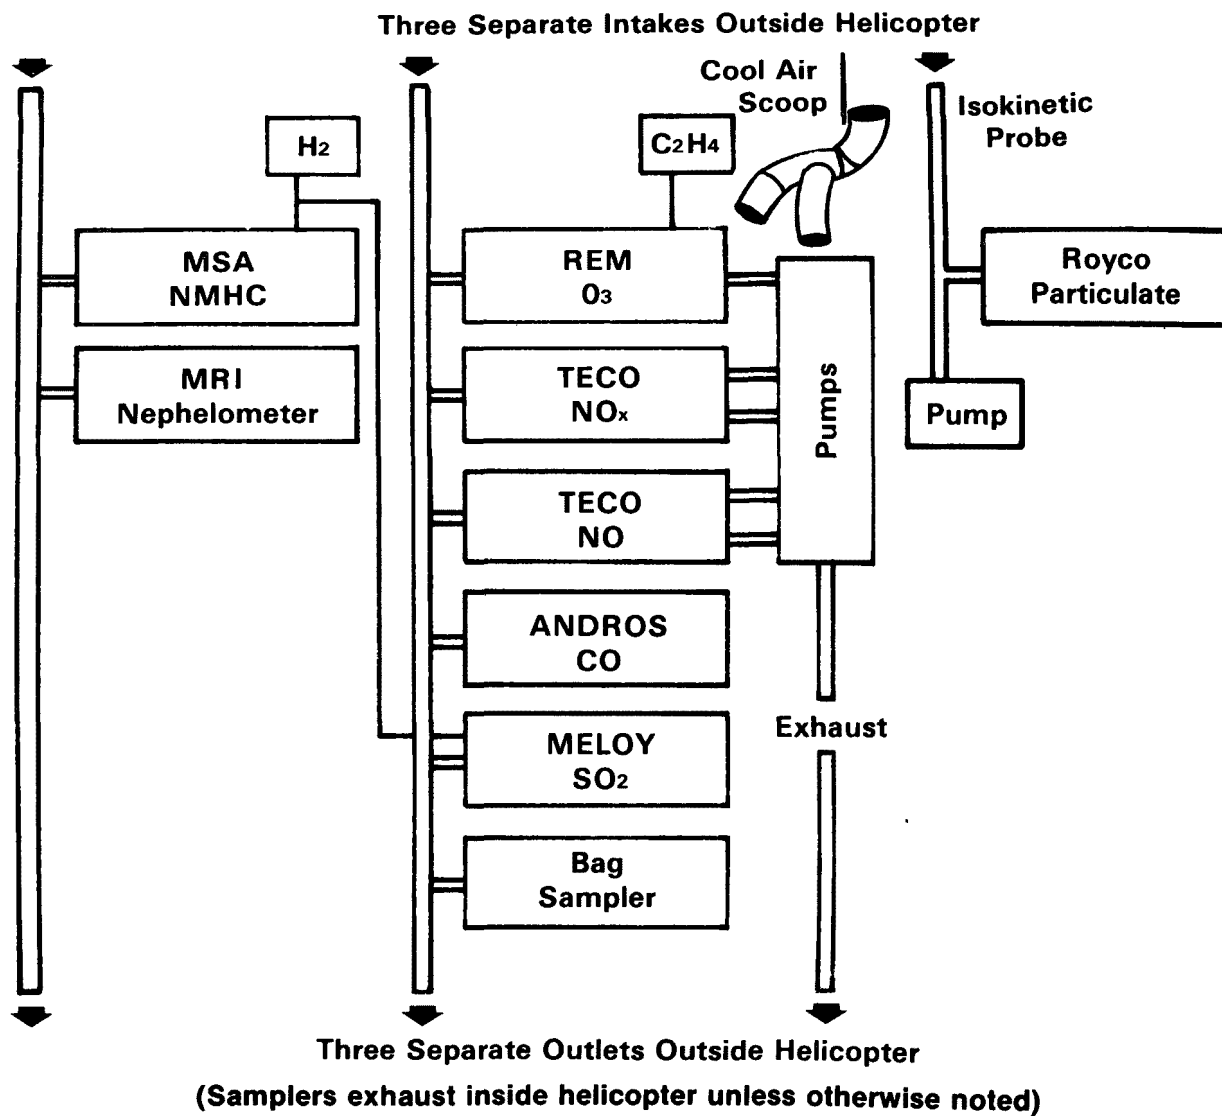 Three Separate Intakes Outside Helicopter
Cool Air
Scoop
Isokinetic
Probe
H2
C2H4
MSA
NMHC
REM
O3
Royco
Particulate
MRI
Nephelometer
TECO
NOx
Pumps
Pump
TECO
NO
ANDROS
CO
Exhaust
MELOY
SO2
Bag
Sampler
Three Separate Outlets Outside Helicopter
(Samplers exhaust inside helicopter unless otherwise noted)